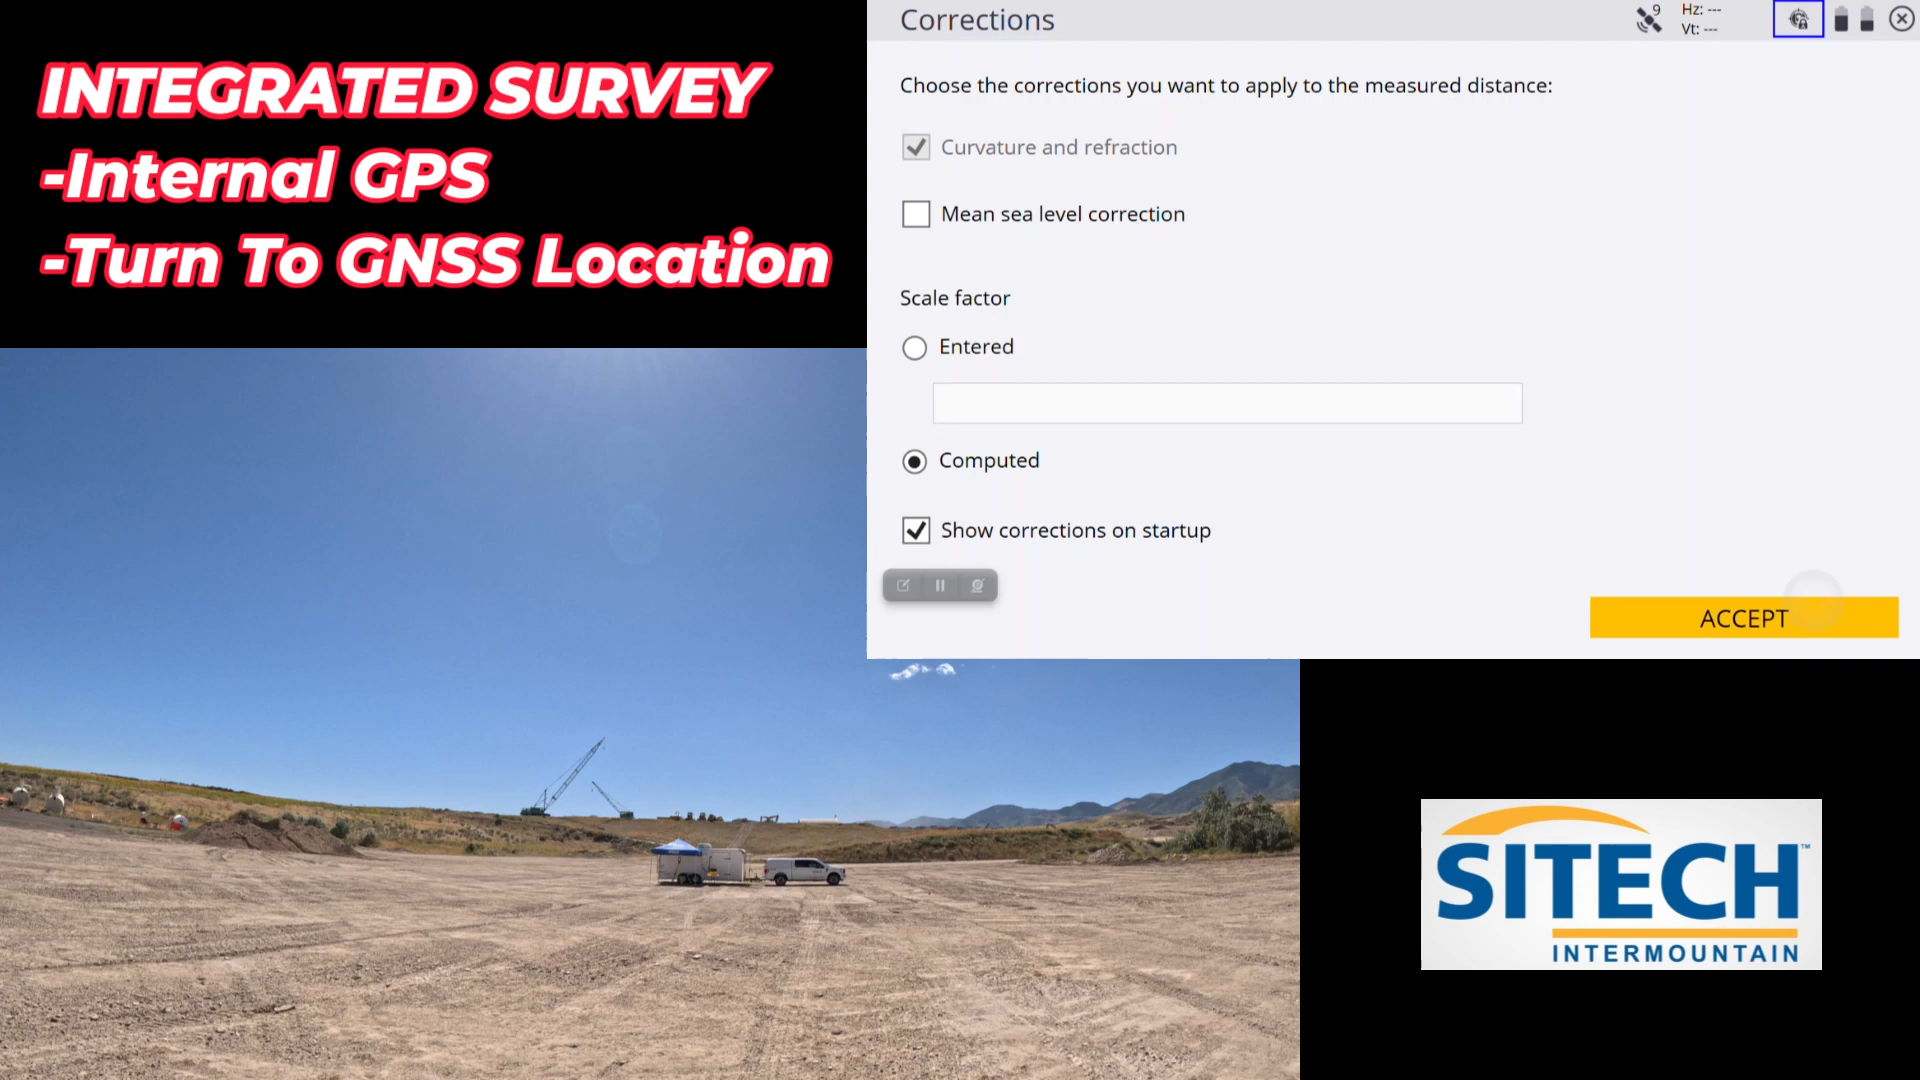 INTEGRATED SURVEY
-Internal GPS
-Turn To GNSS Location
Corrections
9
Hz: ---
Vt: ---
Choose the corrections you want to apply to the measured distance:
Curvature and refraction
Mean sea level correction
Scale factor
Entered
Computed
Show corrections on startup
ACCEPT
SITECH™
INTERMOUNTAIN